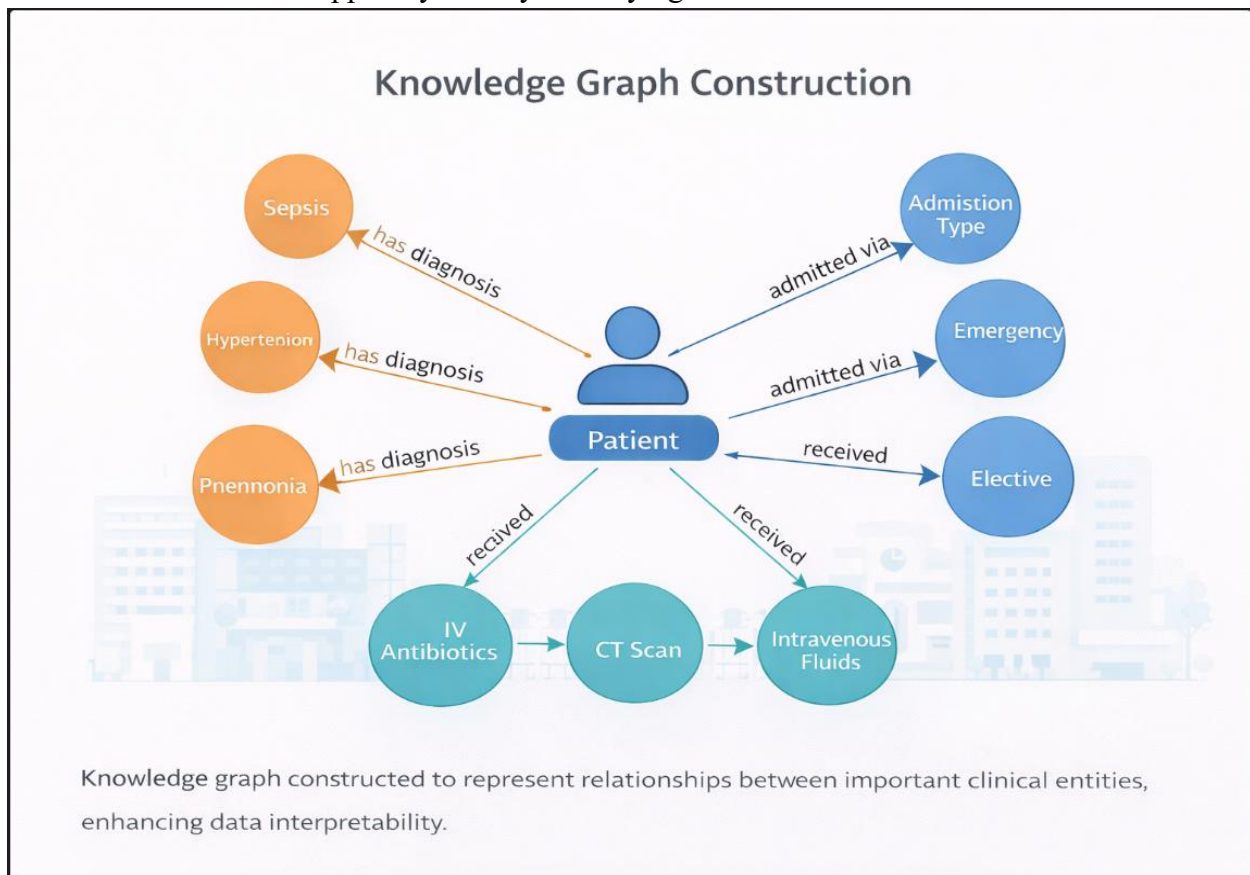 Knowledge Graph Construction
Sepsis
has diagnosis
Hypertenion
has diagnosis
Pnennonia
has diagnosis
Patient
Admistion
Type
admitted via
Emergency
admitted via
Elective
received
received
received
IV
Antibiotics
CT Scan
Intravenous
Fluids
Knowledge graph constructed to represent relationships between important clinical entities,
enhancing data interpretability.